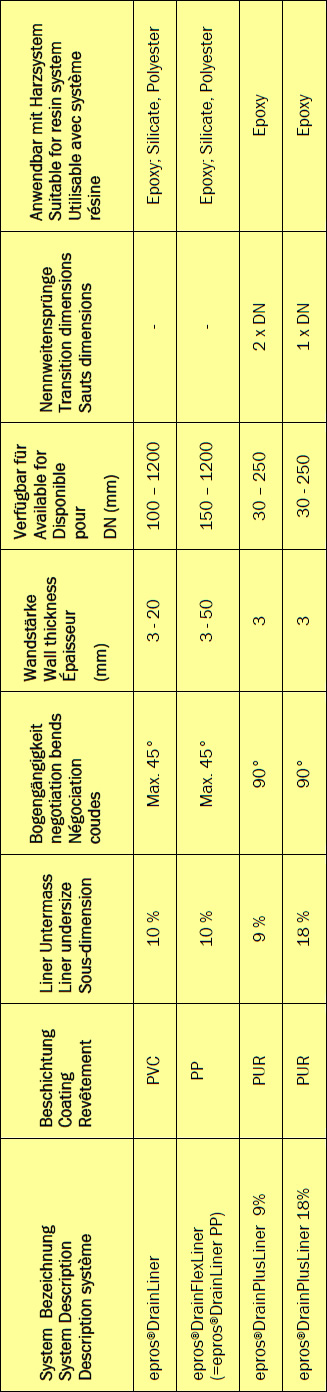 System Bezeichnung
System Description
Description système
Beschichtung
Coating
Revêtement
Liner Untermass
Liner undersize
Sous-dimension
Bogengängigkeit
negotiation bends
Négociation
coudes
Wandstärke
Wall thickness
Épaisseur
(mm)
Verfügbar für
Available for
Disponible
pour
DN (mm)
Nennweitensprünge
Transition dimensions
Sauts dimensions
Anwendbar mit Harzsystem
Suitable for resin system
Utilisable avec système
résine
epros®DrainLiner
PVC
10 %
Max. 45°
3 - 20
100 – 1200
-
Epoxy; Silicate, Polyester
epros®DrainFlexLiner
(=epros®DrainLiner PP)
PP
10 %
Max. 45°
3 - 50
150 – 1200
-
Epoxy; Silicate, Polyester
epros®DrainPlusLiner 9%
PUR
9 %
90°
3
30 – 250
2 x DN
Epoxy
epros®DrainPlusLiner 18%
PUR
18 %
90°
3
30 - 250
1 x DN
Epoxy